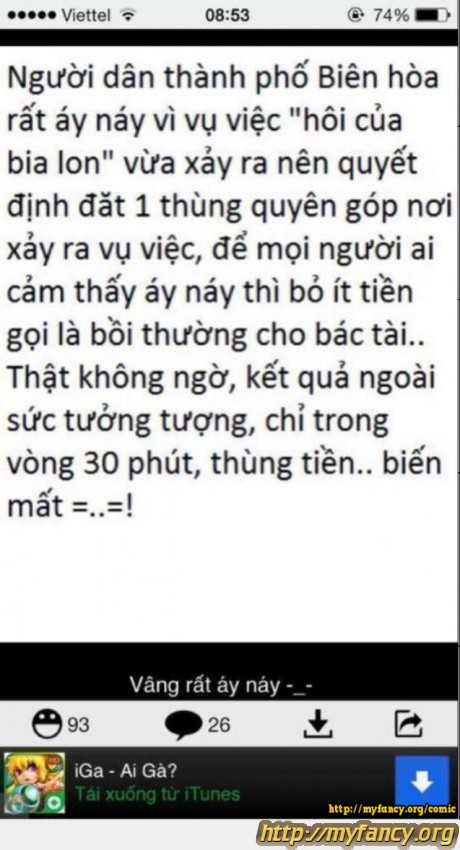 Viettel 08:53 74%
Người dân thành phố Biên hòa
rất áy náy vì vụ việc "hôi của
bia lon" vừa xảy ra nên quyết
định đăt 1 thùng quyên góp nơi
xảy ra vụ việc, để mọi người ai
cảm thấy áy náy thì bỏ ít tiền
gọi là bồi thường cho bác tài..
Thật không ngờ, kết quả ngoài
sức tưởng tượng, chỉ trong
vòng 30 phút, thùng tiền.. biến
mất =..=!
Vâng rất áy náy -_-
93 26
iGa - Ai Gà?
Tải xuống từ iTunes
http://myfancy.org/comic
http://myfancy.org